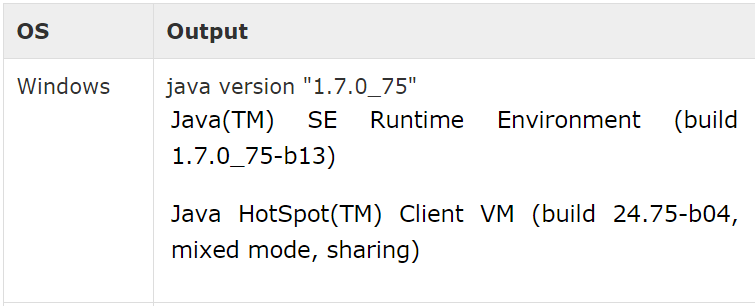 OS Output
Windows java version "1.7.0_75"
Java(TM) SE Runtime Environment (build
1.7.0_75-b13)
Java HotSpot(TM) Client VM (build 24.75-b04,
mixed mode, sharing)